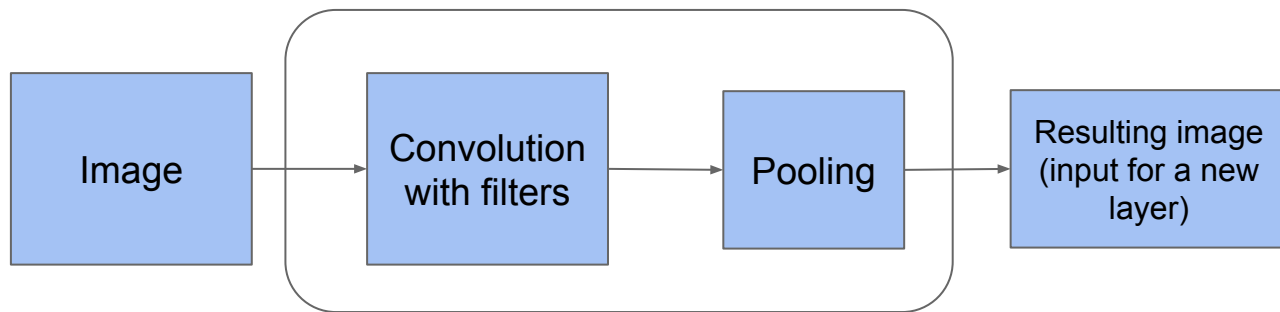 Image
Convolution
with filters
Pooling
Resulting image
(input for a new
layer)